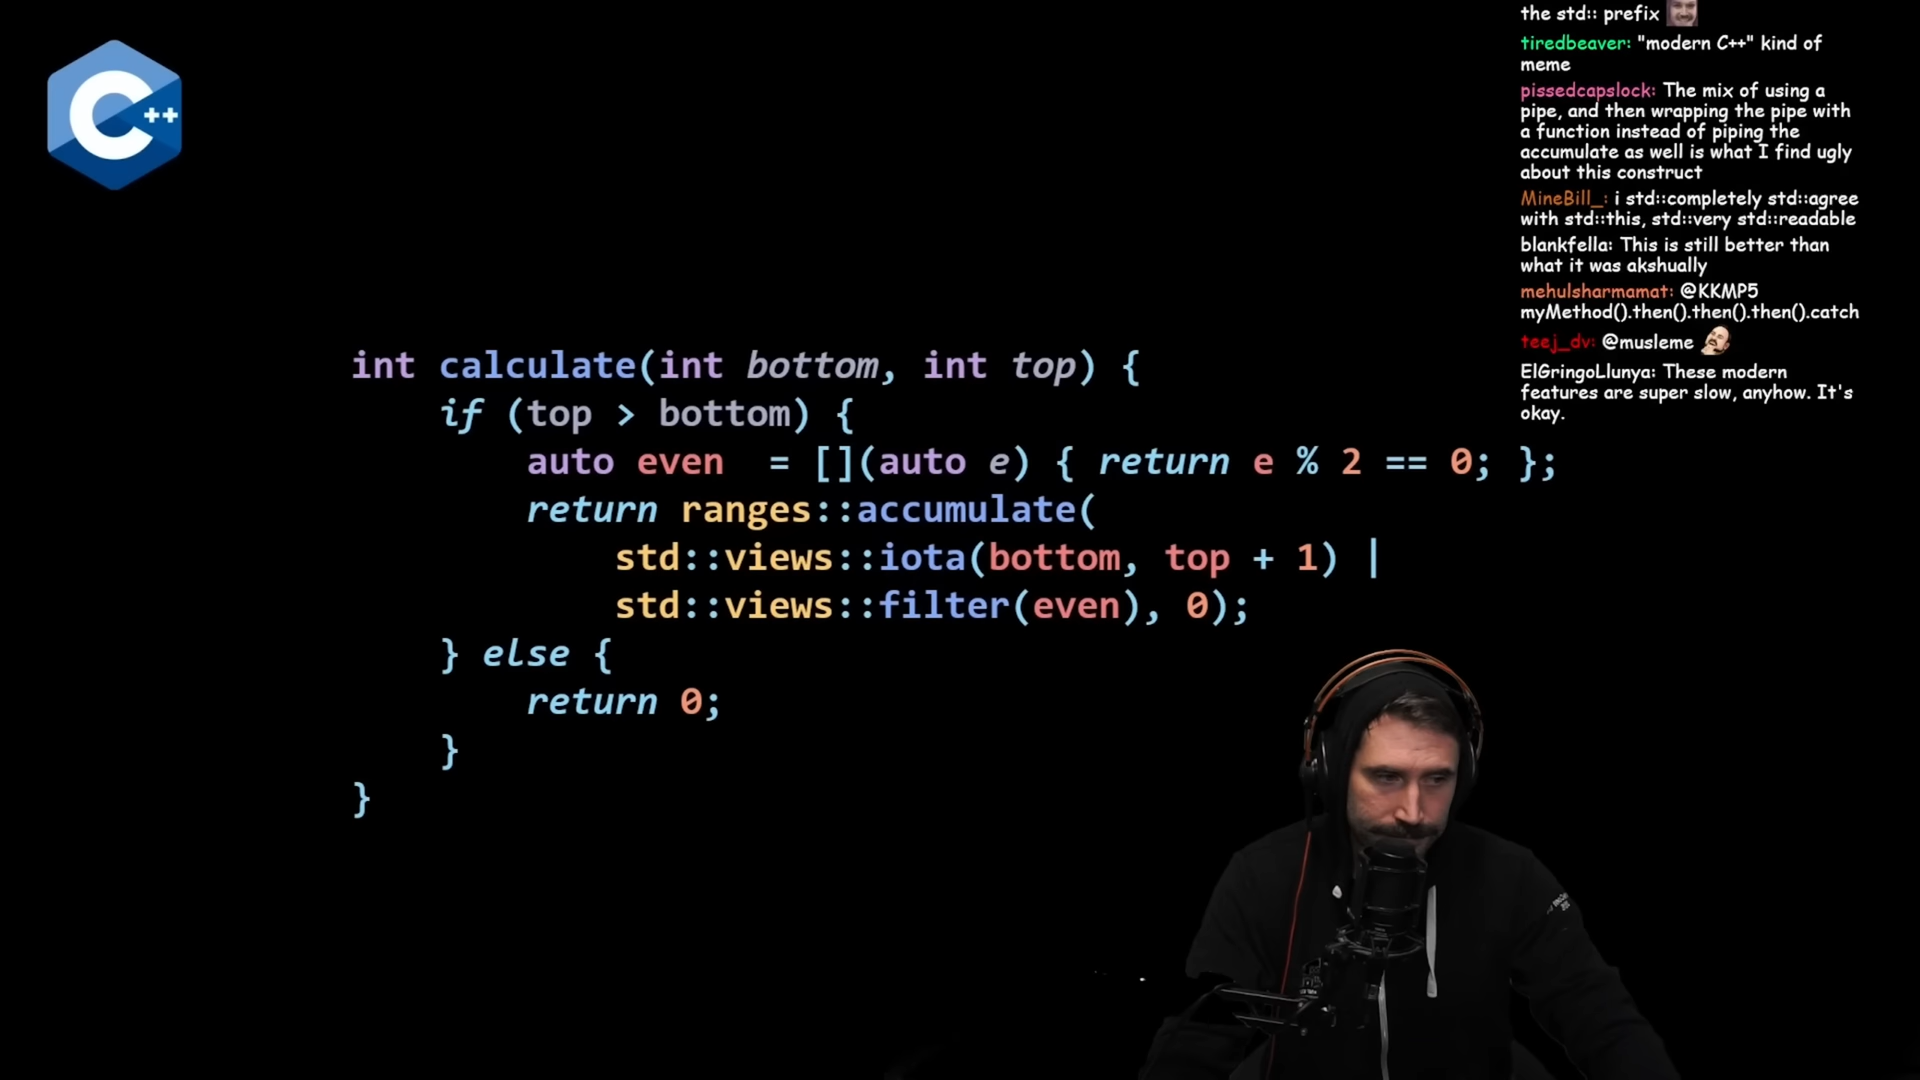 C++
int calculate(int bottom, int top) {
if (top > bottom) {
auto even  = [](auto e) { return e % 2 == 0; };
return ranges::accumulate(
std::views::iota(bottom, top + 1) |
std::views::filter(even), 0);
} else {
return 0;
}
}
the std:: prefix
tiredbeaver: "modern C++" kind of
meme
pissedcapslock: The mix of using a
pipe, and then wrapping the pipe with
a function instead of piping the
accumulate as well is what I find ugly
about this construct
MineBill_: i std::completely std::agree
with std::this, std::very std::readable
blankfella: This is still better than
what it was akshually
mehulsharmamat: @KKMP5
myMethod().then().then().then().catch
teej_dv: @musleme
ElGringoLlunya: These modern
features are super slow, anyhow. It's
okay.